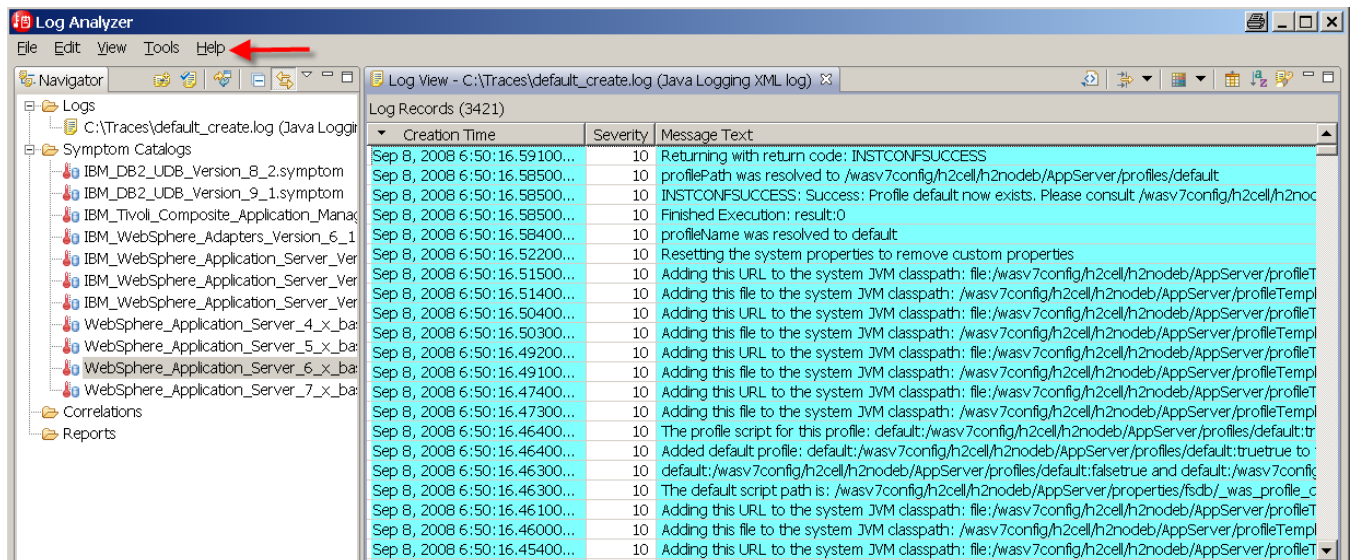 Log Analyzer
File Edit View Tools Help
Navigator
Logs
C:\Traces\default_create.log (Java Loggin
Symptom Catalogs
IBM_DB2_UDB_Version_8_2.symptom
IBM_DB2_UDB_Version_9_1.symptom
IBM_Tivoli_Composite_Application_Manag
IBM_WebSphere_Adapters_Version_6_1
IBM_WebSphere_Application_Server_Ver
IBM_WebSphere_Application_Server_Ver
IBM_WebSphere_Application_Server_Ver
WebSphere_Application_Server_4_x_ba
WebSphere_Application_Server_5_x_ba
WebSphere_Application_Server_6_x_ba
WebSphere_Application_Server_7_x_ba
Correlations
Reports
Log View - C:\Traces\default_create.log (Java Logging XML log)
Log Records (3421)
Creation Time Severity Message Text
Sep 8, 2008 6:50:16.59100... 10 Returning with return code: INSTCONFSUCCESS
Sep 8, 2008 6:50:16.58500... 10 profilePath was resolved to /wasv7config/h2cell/h2nodeb/AppServer/profiles/default
Sep 8, 2008 6:50:16.58500... 10 INSTCONFSUCCESS: Success: Profile default now exists. Please consult /wasv7config/h2cell/h2noc
Sep 8, 2008 6:50:16.58500... 10 Finished Execution: result:0
Sep 8, 2008 6:50:16.58400... 10 profileName was resolved to default
Sep 8, 2008 6:50:16.52200... 10 Resetting the system properties to remove custom properties
Sep 8, 2008 6:50:16.51500... 10 Adding this URL to the system JVM classpath: file:/wasv7config/h2cell/h2nodeb/AppServer/profileT
Sep 8, 2008 6:50:16.51400... 10 Adding this file to the system JVM classpath: /wasv7config/h2cell/h2nodeb/AppServer/profileTempl
Sep 8, 2008 6:50:16.50400... 10 Adding this URL to the system JVM classpath: file:/wasv7config/h2cell/h2nodeb/AppServer/profileT
Sep 8, 2008 6:50:16.50300... 10 Adding this file to the system JVM classpath: /wasv7config/h2cell/h2nodeb/AppServer/profileTempl
Sep 8, 2008 6:50:16.49200... 10 Adding this URL to the system JVM classpath: file:/wasv7config/h2cell/h2nodeb/AppServer/profileT
Sep 8, 2008 6:50:16.49100... 10 Adding this file to the system JVM classpath: /wasv7config/h2cell/h2nodeb/AppServer/profileTempl
Sep 8, 2008 6:50:16.47400... 10 Adding this URL to the system JVM classpath: file:/wasv7config/h2cell/h2nodeb/AppServer/profileT
Sep 8, 2008 6:50:16.47300... 10 Adding this file to the system JVM classpath: /wasv7config/h2cell/h2nodeb/AppServer/profileTempl
Sep 8, 2008 6:50:16.46400... 10 The profile script for this profile: default:/wasv7config/h2cell/h2nodeb/AppServer/profiles/default:tr
Sep 8, 2008 6:50:16.46400... 10 Added default profile: default:/wasv7config/h2cell/h2nodeb/AppServer/profiles/default:truetrue to
Sep 8, 2008 6:50:16.46300... 10 default:/wasv7config/h2cell/h2nodeb/AppServer/profiles/default:falsetrue and default:/wasv7config
Sep 8, 2008 6:50:16.46300... 10 The default script path is: /wasv7config/h2cell/h2nodeb/AppServer/properties/fsdb/_was_profile_c
Sep 8, 2008 6:50:16.46100... 10 Adding this URL to the system JVM classpath: file:/wasv7config/h2cell/h2nodeb/AppServer/profileT
Sep 8, 2008 6:50:16.46000... 10 Adding this file to the system JVM classpath: /wasv7config/h2cell/h2nodeb/AppServer/profileTempl
Sep 8, 2008 6:50:16.45400... 10 Adding this URL to the system JVM classpath: file:/wasv7config/h2cell/h2nodeb/AppServer/profileT